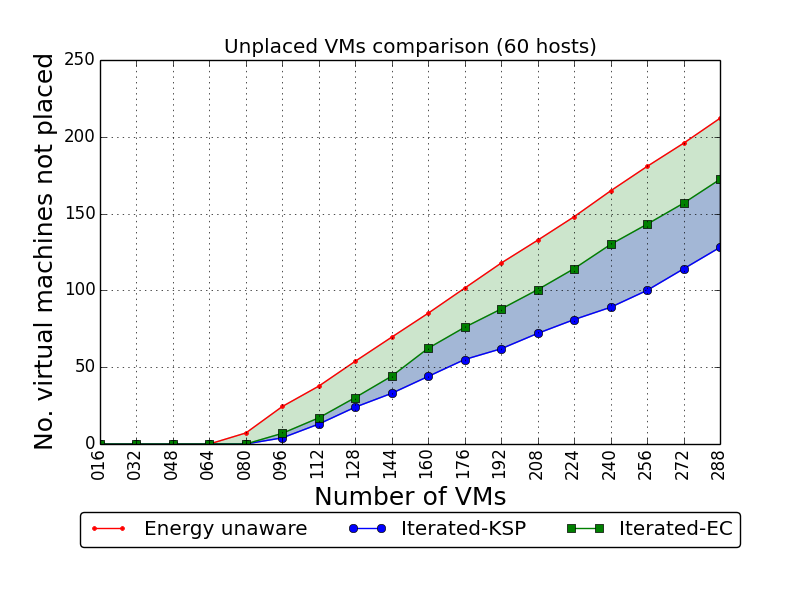 Unplaced VMs comparison (60 hosts)
No. virtual machines not placed
250
200
150
100
50
0
016 032 048 064 080 096 112 128 144 160 176 192 208 224 240 256 272 288
Number of VMs
Energy unaware Iterated-KSP Iterated-EC